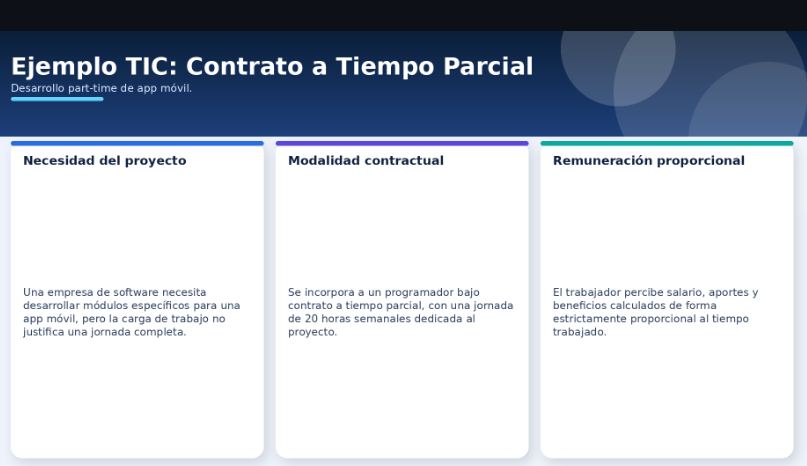 Ejemplo TIC: Contrato a Tiempo Parcial
Desarrollo part-time de app móvil.
Necesidad del proyecto
Una empresa de software necesita
desarrollar módulos específicos para una
app móvil, pero la carga de trabajo no
justifica una jornada completa.
Modalidad contractual
Se incorpora a un programador bajo
contrato a tiempo parcial, con una jornada
de 20 horas semanales dedicada al
proyecto.
Remuneración proporcional
El trabajador percibe salario, aportes y
beneficios calculados de forma
estrictamente proporcional al tiempo
trabajado.